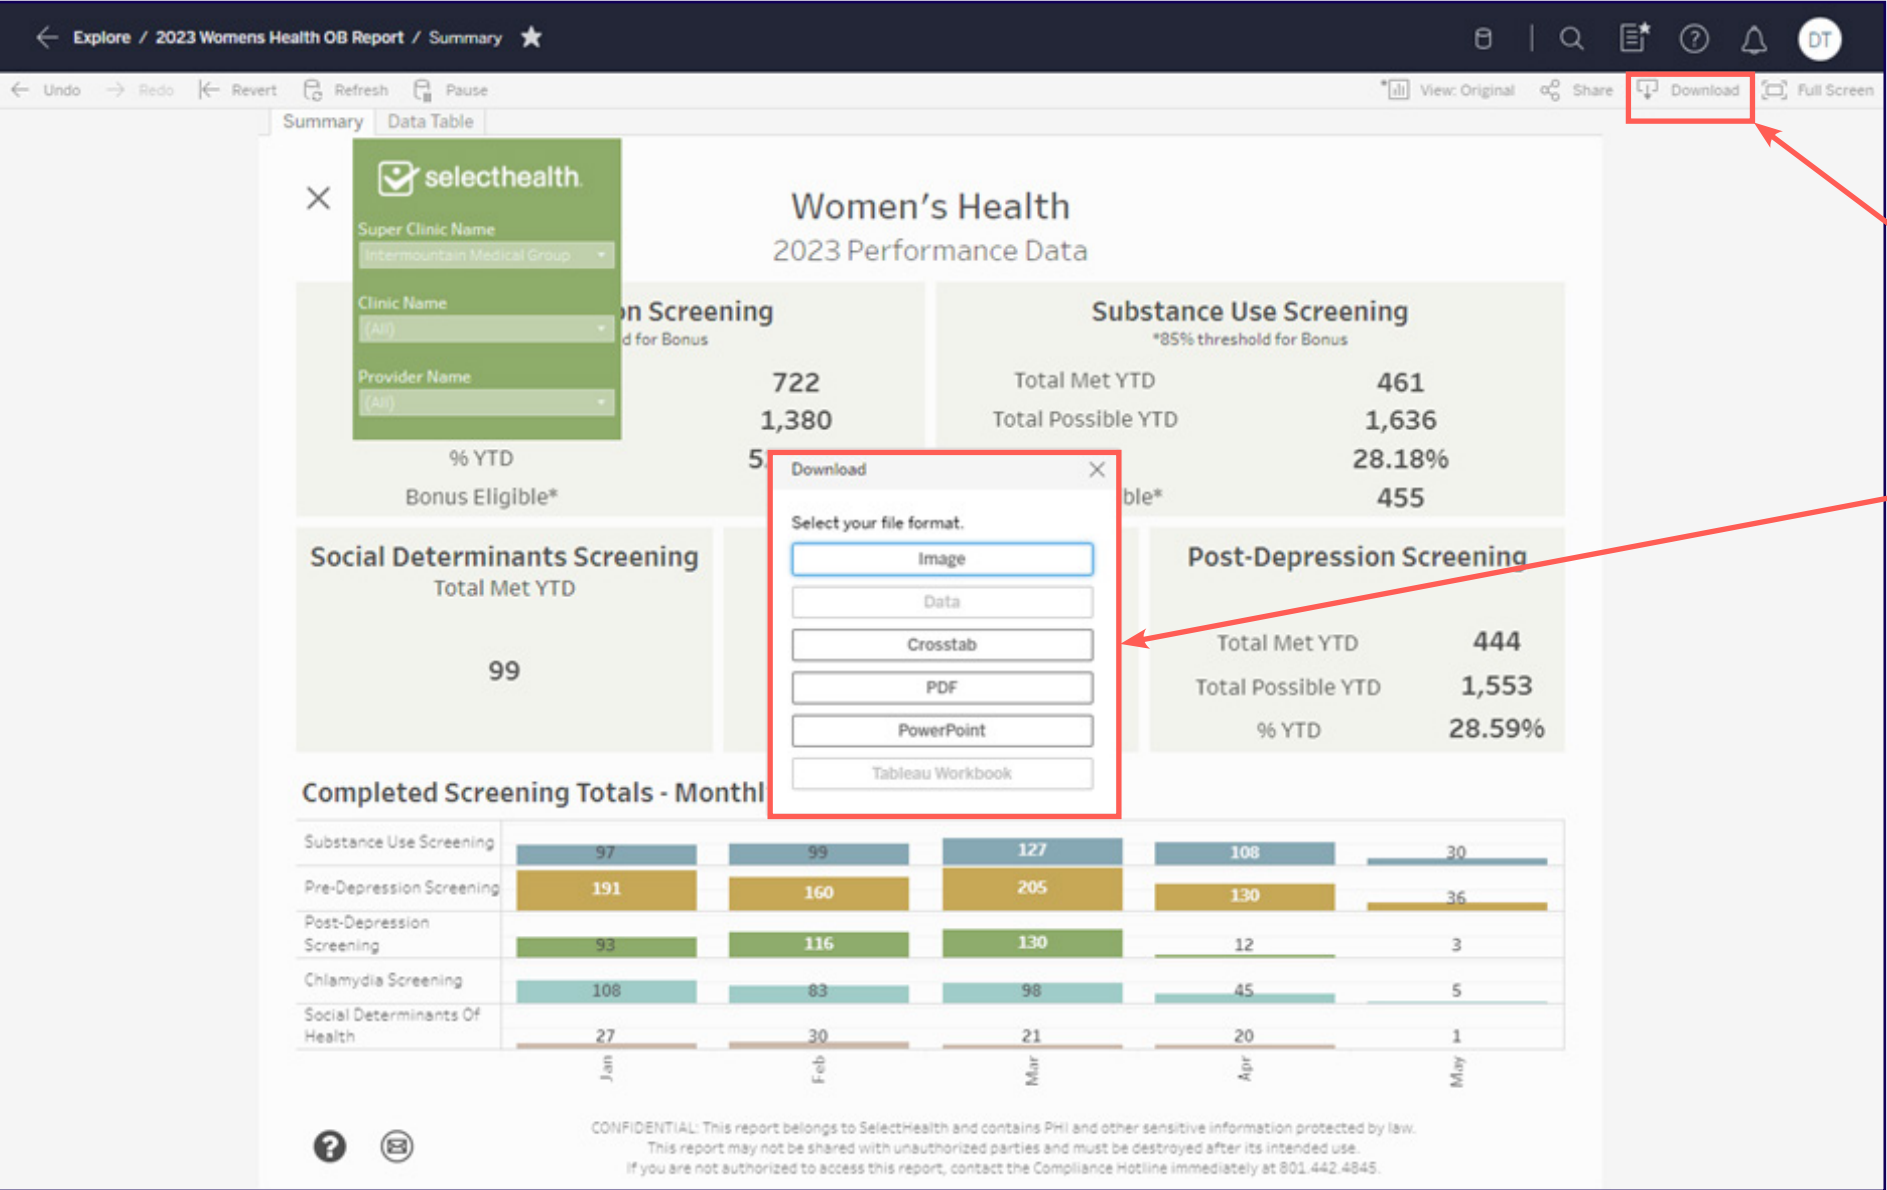 Explore / 2023 Womens Health OB Report / Summary
DT
Undo Redo Revert Refresh Pause
View: Original Share Download Full Screen
Summary Data Table
selecthealth.
Super Clinic Name
Intermountain Medical Group
Clinic Name
(All)
Provider Name
(All)
Women's Health
2023 Performance Data
on Screening
d for Bonus
722
1,380
% YTD 5
Bonus Eligible*
Substance Use Screening
*85% threshold for Bonus
Total Met YTD 461
Total Possible YTD 1,636
28.18%
ble* 455
Download
Select your file format.
Image
Data
Crosstab
PDF
PowerPoint
Tableau Workbook
Social Determinants Screening
Total Met YTD
99
Post-Depression Screening
Total Met YTD 444
Total Possible YTD 1,553
% YTD 28.59%
Completed Screening Totals - Monthl
Substance Use Screening 97 99 127 108 30
Pre-Depression Screening 191 160 205 130 36
Post-Depression
Screening 93 116 130 12 3
Chlamydia Screening 108 83 98 45 5
Social Determinants Of
Health 27 30 21 20 1
Jan Feb Mar Apr May
CONFIDENTIAL: This report belongs to SelectHealth and contains PHI and other sensitive information protected by law.
This report may not be shared with unauthorized parties and must be destroyed after its intended use.
If you are not authorized to access this report, contact the Compliance Hotline immediately at 801.442.4845.